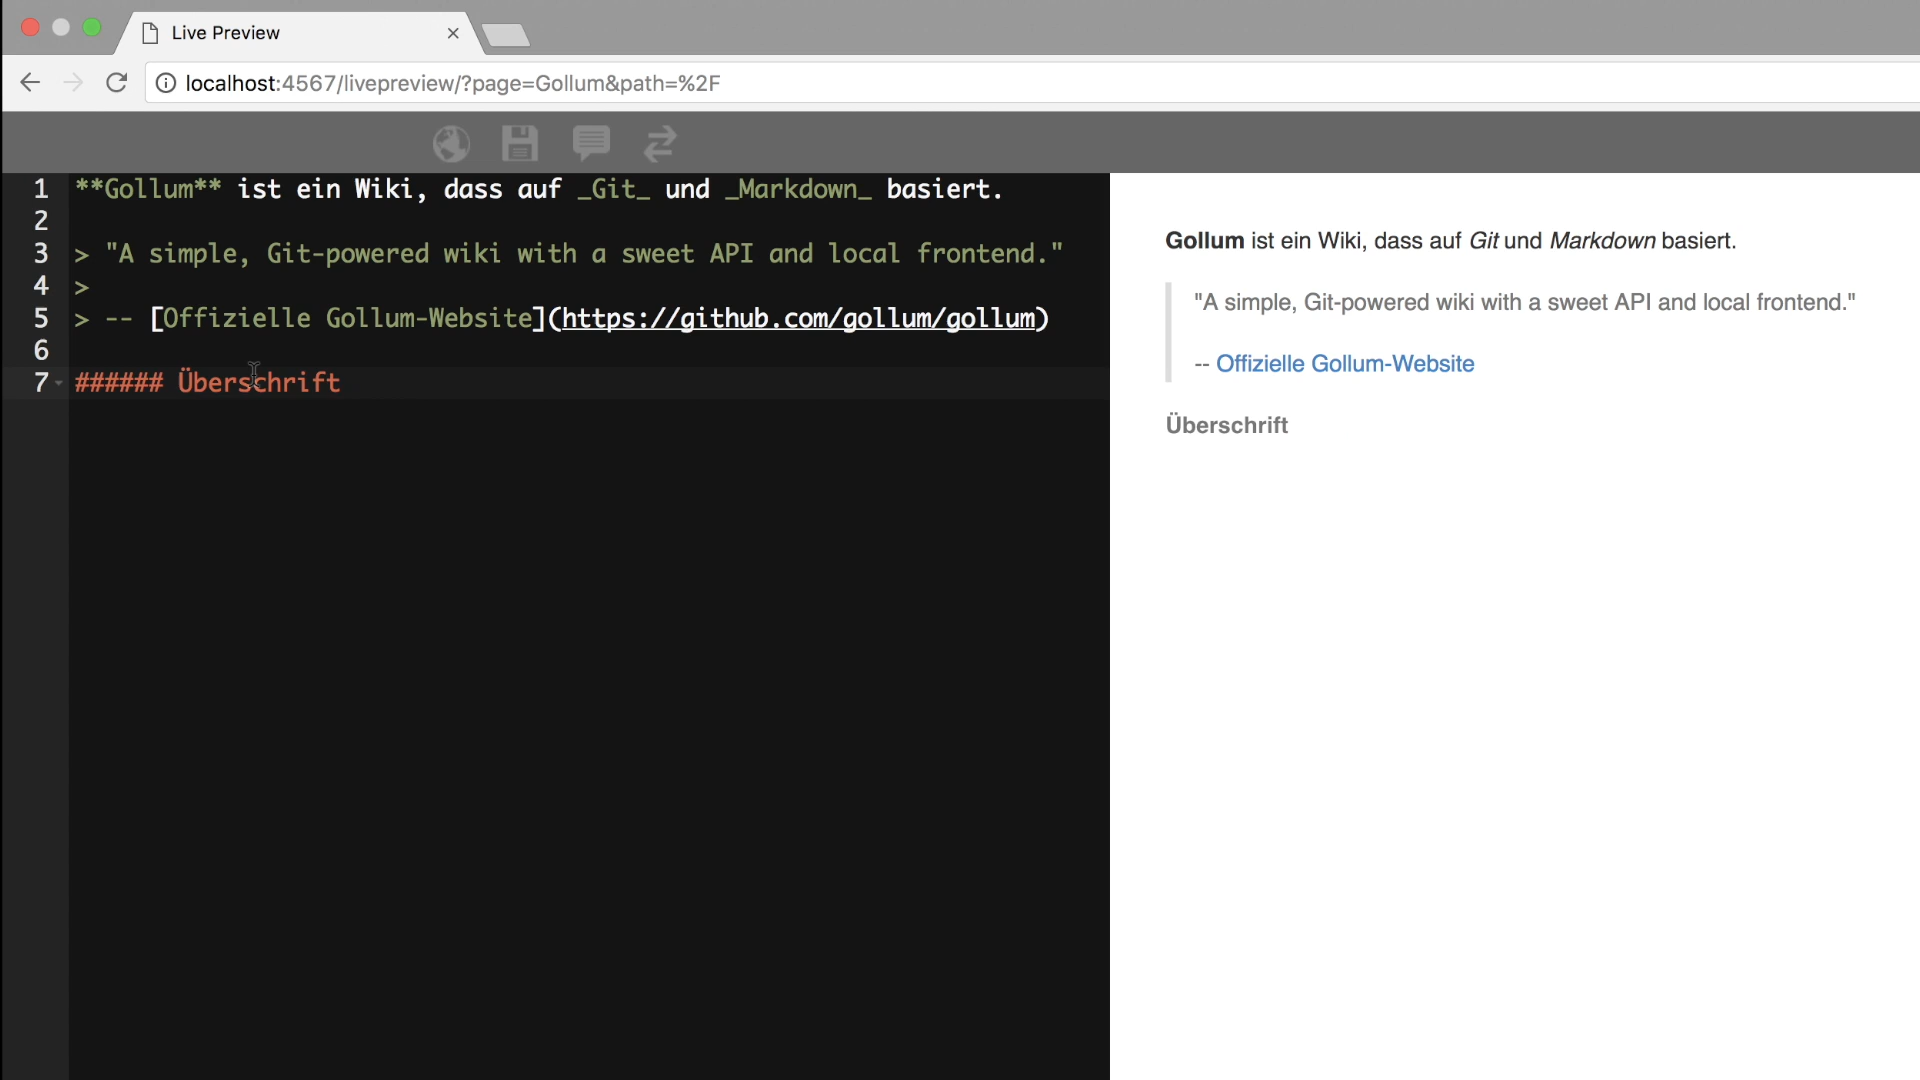 Live Preview
localhost:4567/livepreview/?page=Gollum&path=%2F
1 **Gollum** ist ein Wiki, dass auf _Git_ und _Markdown_ basiert.
2
3 > "A simple, Git-powered wiki with a sweet API and local frontend."
4 >
5 > -- [Offizielle Gollum-Website](https://github.com/gollum/gollum)
6
7 ###### Überschrift
Gollum ist ein Wiki, dass auf Git und Markdown basiert.
"A simple, Git-powered wiki with a sweet API and local frontend."
-- Offizielle Gollum-Website
Überschrift